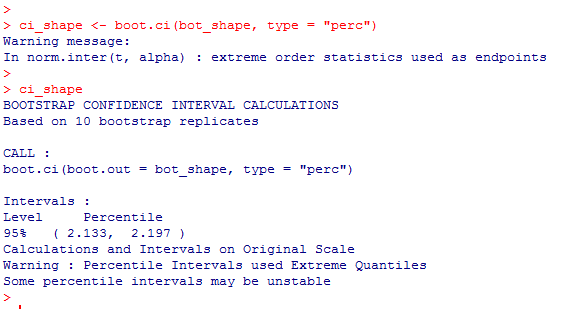 >
> ci_shape <- boot.ci(bot_shape, type = "perc")
Warning message:
In norm.inter(t, alpha) : extreme order statistics used as endpoints
>
> ci_shape
BOOTSTRAP CONFIDENCE INTERVAL CALCULATIONS
Based on 10 bootstrap replicates

CALL :
boot.ci(boot.out = bot_shape, type = "perc")

Intervals :
Level     Percentile
95%   ( 2.133,  2.197 )
Calculations and Intervals on Original Scale
Warning : Percentile Intervals used Extreme Quantiles
Some percentile intervals may be unstable
>